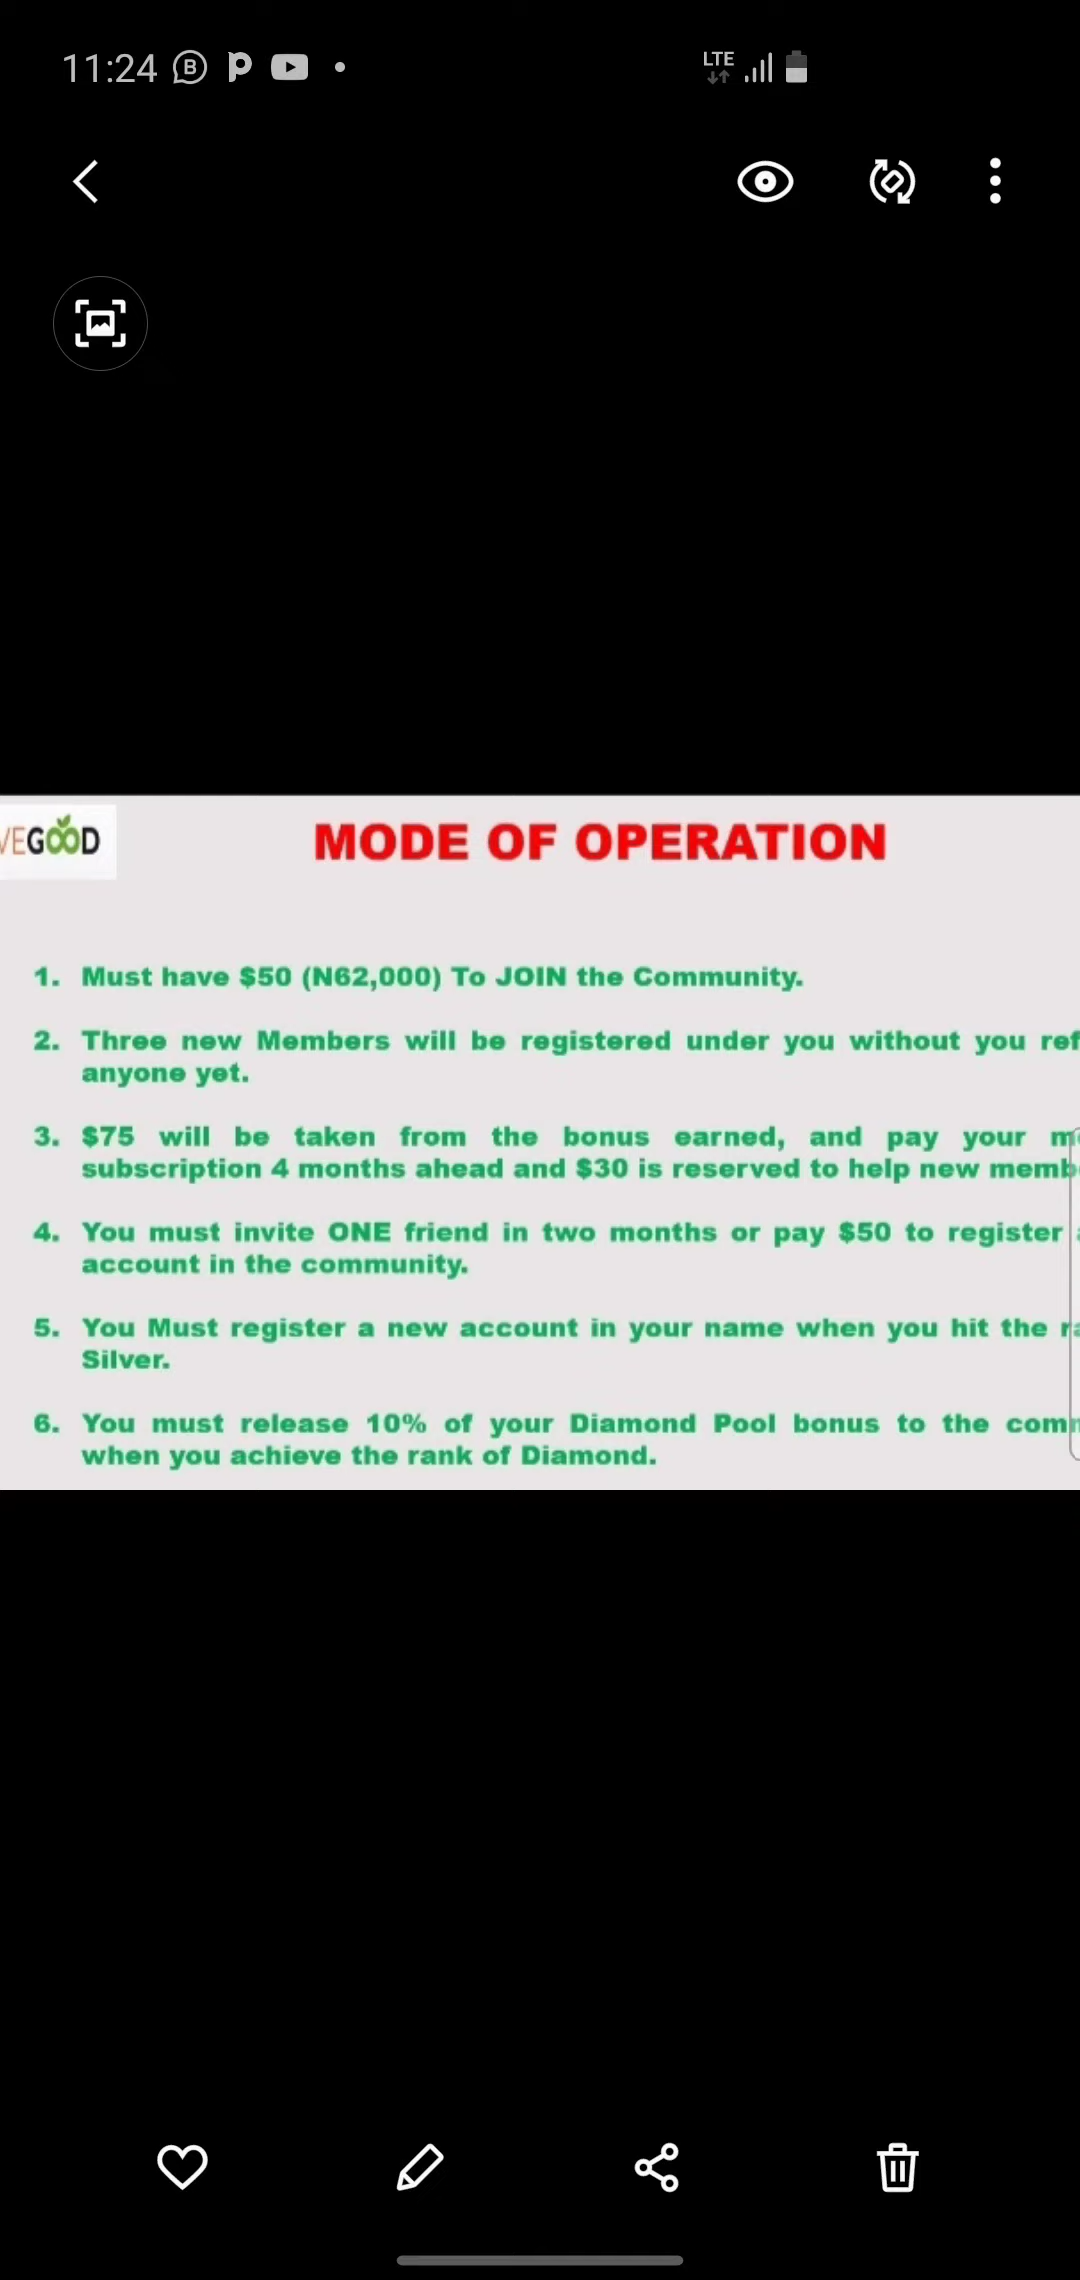 11:24
LTE
VEGOOD
MODE OF OPERATION
1. Must have $50 (N62,000) To JOIN the Community.
2. Three new Members will be registered under you without you ref
anyone yet.
3. $75 will be taken from the bonus earned, and pay your m
subscription 4 months ahead and $30 is reserved to help new memb
4. You must invite ONE friend in two months or pay $50 to register
account in the community.
5. You Must register a new account in your name when you hit the ra
Silver.
6. You must release 10% of your Diamond Pool bonus to the com
when you achieve the rank of Diamond.